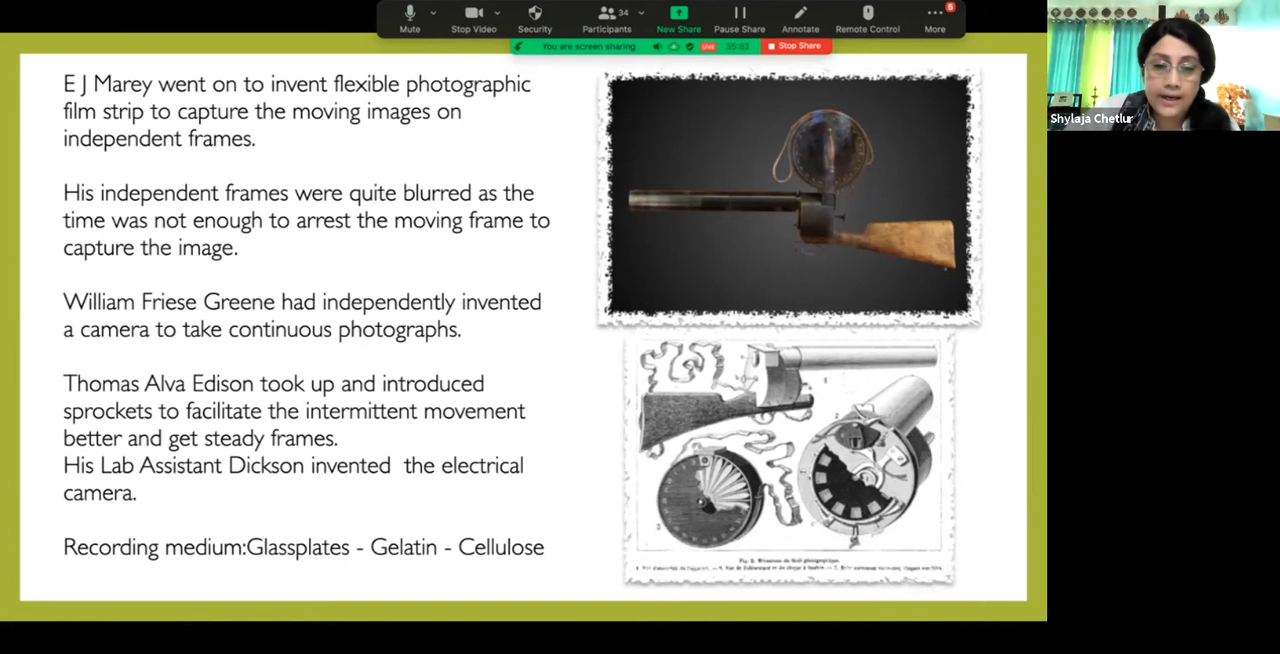 Mute
Stop Video
Security
34
Participants
New Share
Pause Share
Annotate
Remote Control
5
More
You are screen sharing
LIVE
Stop Share
Shylaja Chetlur
E J Marey went on to invent flexible photographic
film strip to capture the moving images on
independent frames.
His independent frames were quite blurred as the
time was not enough to arrest the moving frame to
capture the image.
William Friese Greene had independently invented
a camera to take continuous photographs.
Thomas Alva Edison took up and introduced
sprockets to facilitate the intermittent movement
better and get steady frames.
His Lab Assistant Dickson invented the electrical
camera.
Recording medium:Glassplates - Gelatin - Cellulose